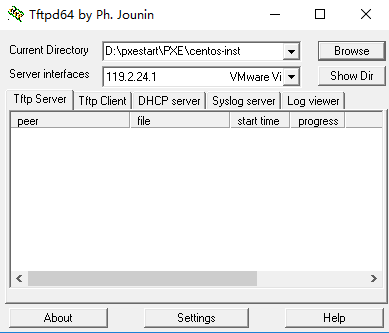 Tftpd64 by Ph. Jounin
Current Directory D:\pxestart\PXE\centos-inst Browse
Server interfaces 119.2.24.1 VMware Vi Show Dir
Tftp Server Tftp Client DHCP server Syslog server Log viewer
peer file start time progress
About Settings Help